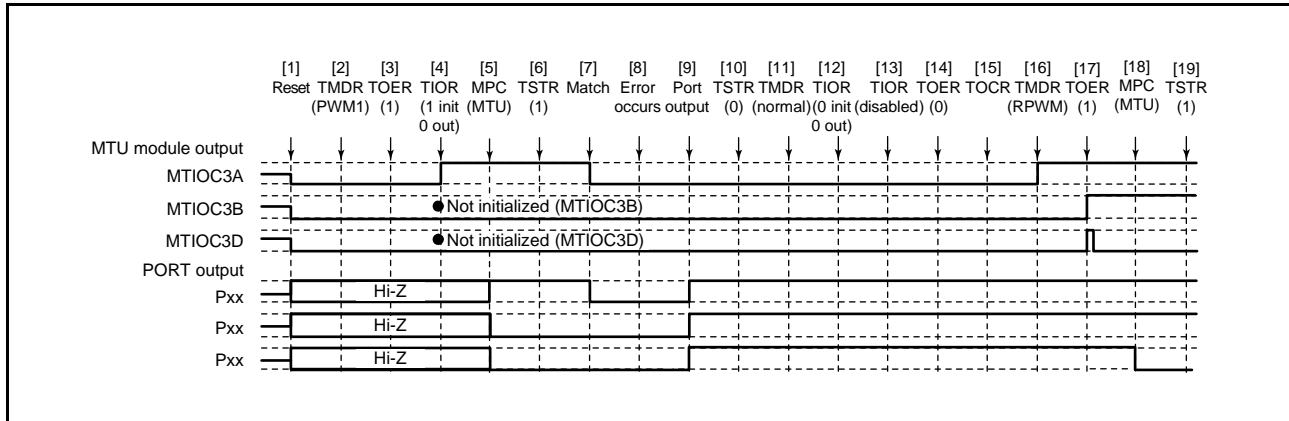 [1] [2] [3] [4] [5] [6] [7] [8] [9] [10] [11] [12] [13] [14] [15] [16] [17] [18] [19]
Reset TMDR TOER TIOR MPC TSTR Match Error Port TSTR TMDR TIOR TIOR TOER TOCR TMDR TOER MPC TSTR
(PWM1) (1) (1 init (MTU) (1) occurs output (0) (normal) (0 init (disabled) (0) (RPWM) (1) (MTU) (1)
0 out) 0 out)
MTU module output
MTIOC3A
MTIOC3B ● Not initialized (MTIOC3B)
MTIOC3D ● Not initialized (MTIOC3D)
PORT output
Pxx Hi-Z
Pxx Hi-Z
Pxx Hi-Z